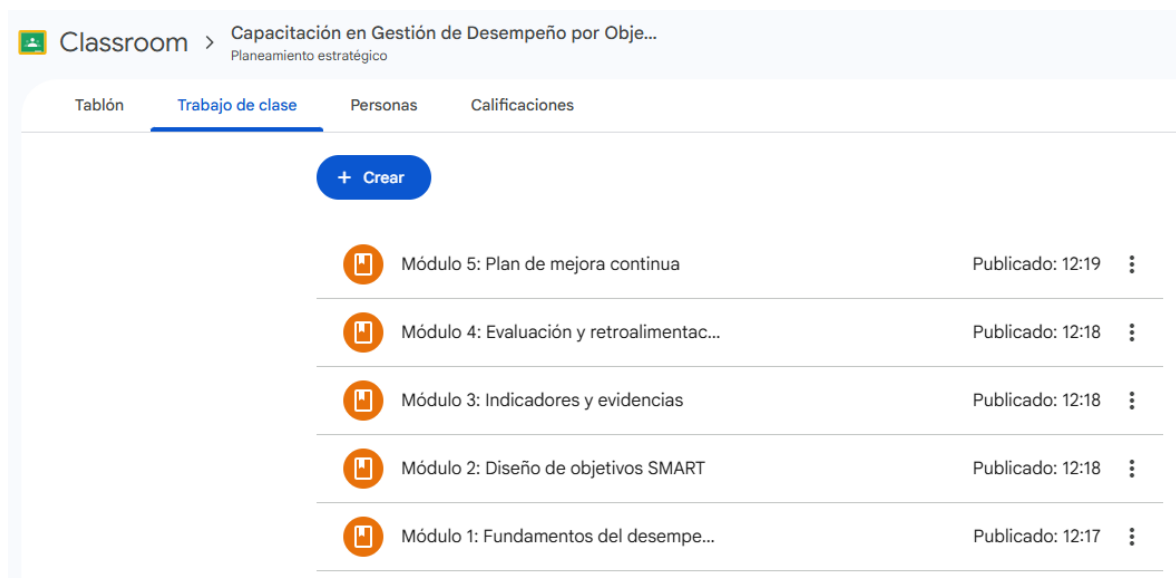 Classroom > Capacitación en Gestión de Desempeño por Obje...
Planeamiento estratégico
Tablón Trabajo de clase Personas Calificaciones
+ Crear
Módulo 5: Plan de mejora continua Publicado: 12:19
Módulo 4: Evaluación y retroalimentac... Publicado: 12:18
Módulo 3: Indicadores y evidencias Publicado: 12:18
Módulo 2: Diseño de objetivos SMART Publicado: 12:18
Módulo 1: Fundamentos del desempe... Publicado: 12:17